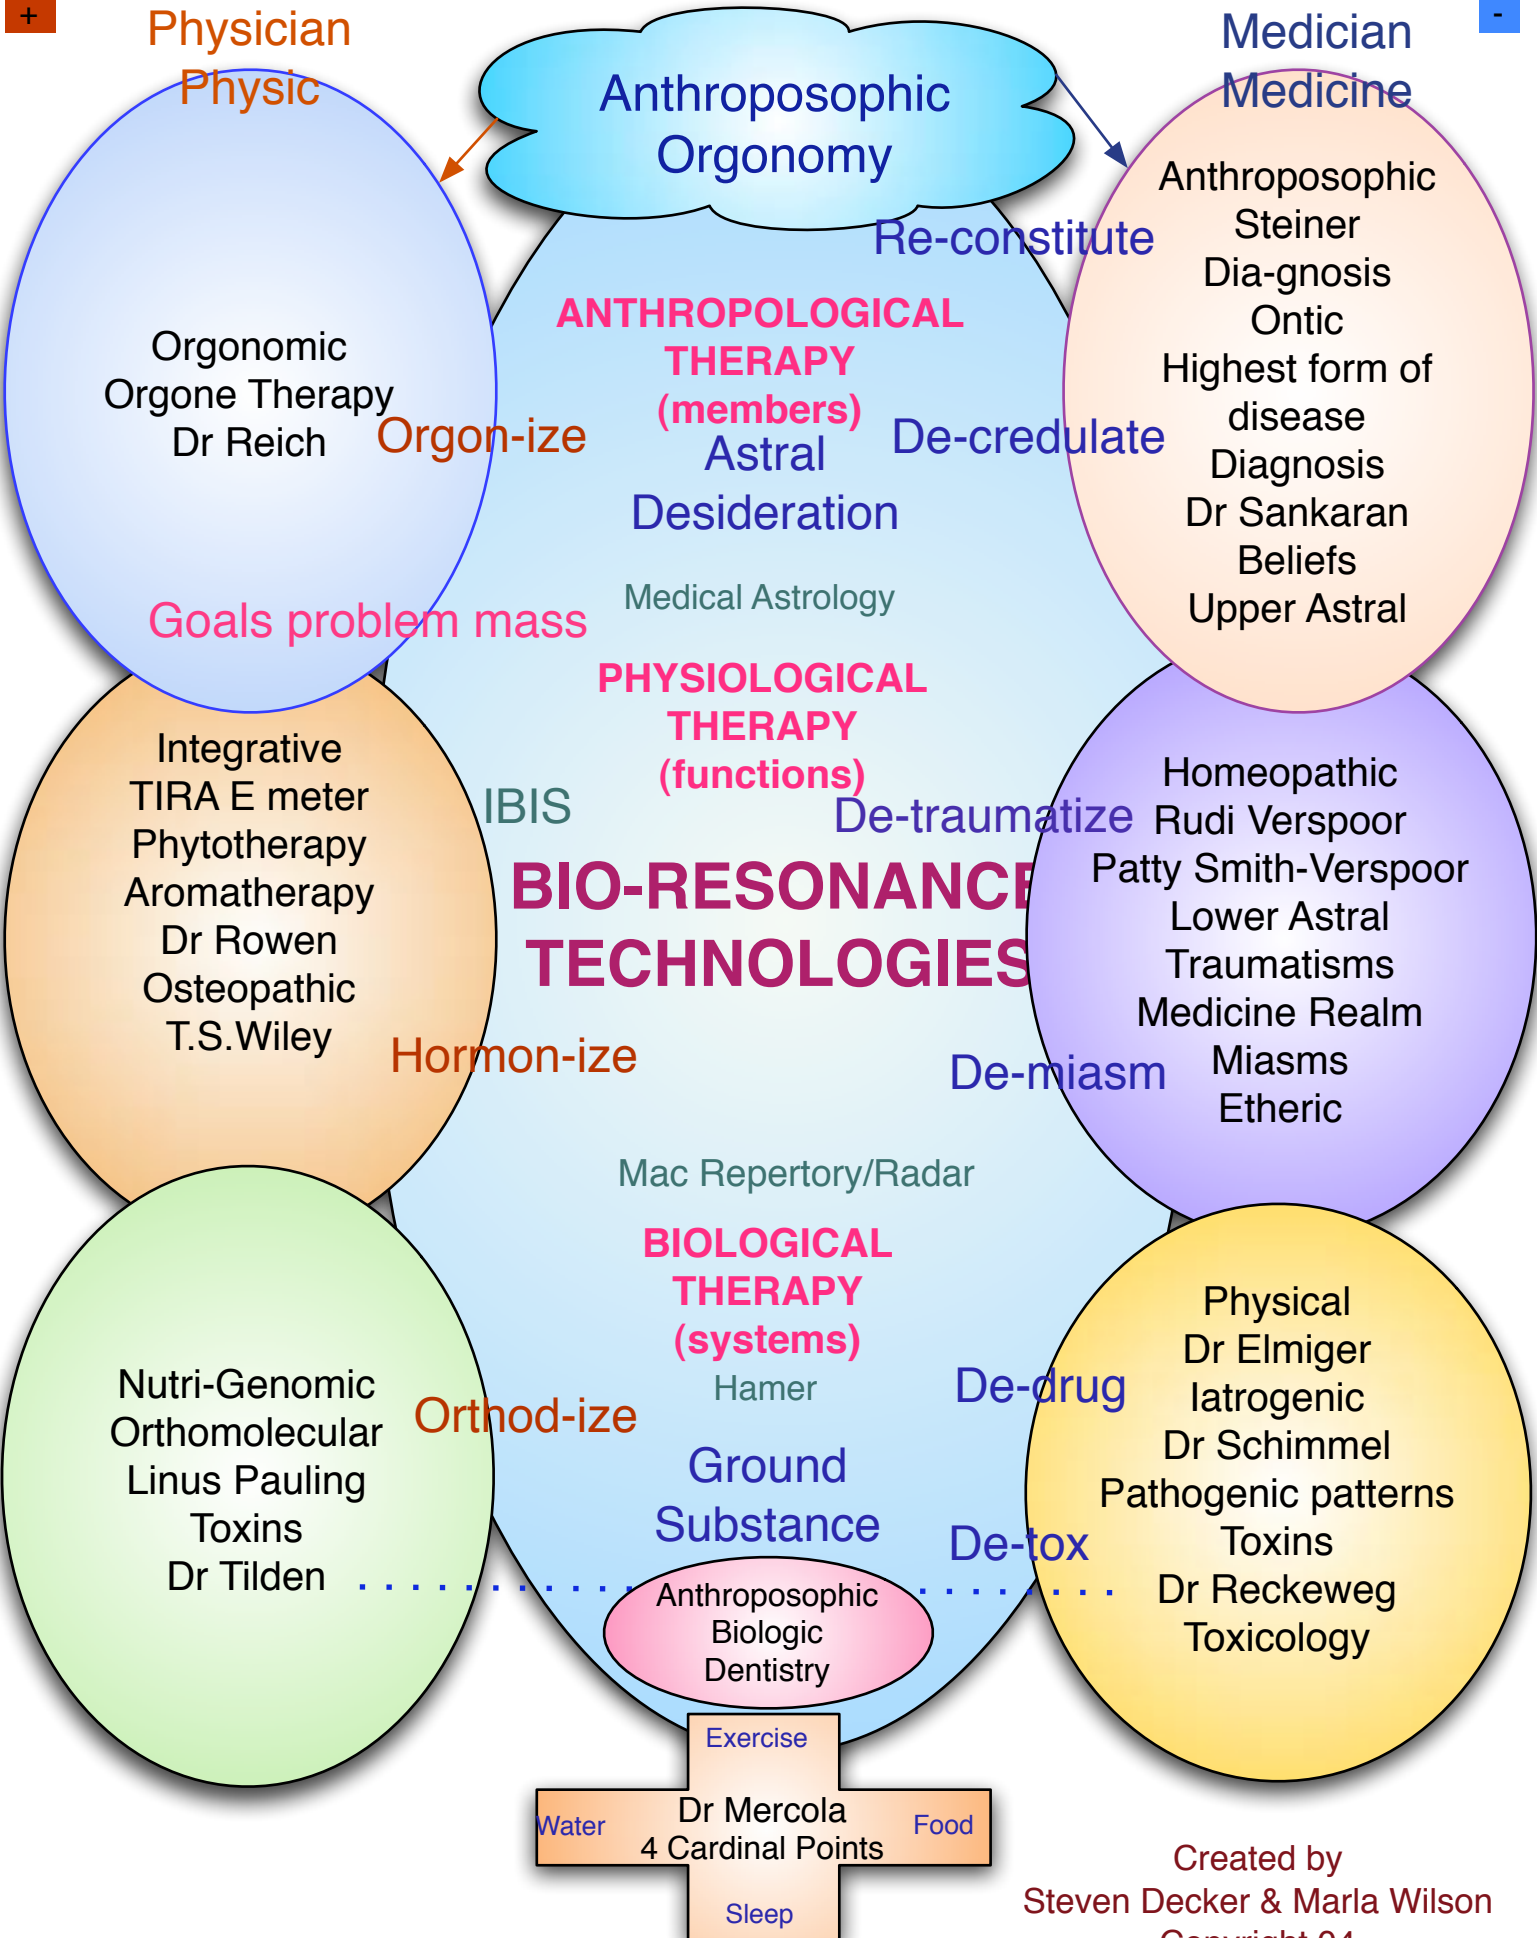 +
Physician
Physic
Anthroposophic
Orgonomy
-
Medician
Medicine
Orgonomic
Orgone Therapy
Dr Reich
Orgon-ize
Goals problem mass
Re-constitute
ANTHROPOLOGICAL
THERAPY
(members)
Astral
Desideration
De-credulate
Medical Astrology
Anthroposophic
Steiner
Dia-gnosis
Ontic
Highest form of
disease
Diagnosis
Dr Sankaran
Beliefs
Upper Astral
PHYSIOLOGICAL
THERAPY
(functions)
Integrative
TIRA E meter
Phytotherapy
Aromatherapy
Dr Rowen
Osteopathic
T.S.Wiley
IBIS
Hormon-ize
De-traumatize
BIO-RESONANCE
TECHNOLOGIES
De-miasm
Homeopathic
Rudi Verspoor
Patty Smith-Verspoor
Lower Astral
Traumatisms
Medicine Realm
Miasms
Etheric
Mac Repertory/Radar
BIOLOGICAL
THERAPY
(systems)
Hamer
Ground
Substance
Nutri-Genomic
Orthomolecular
Linus Pauling
Toxins
Dr Tilden
Orthod-ize
De-drug
De-tox
Physical
Dr Elmiger
Iatrogenic
Dr Schimmel
Pathogenic patterns
Toxins
Dr Reckeweg
Toxicology
Anthroposophic
Biologic
Dentistry
Exercise
Water
Dr Mercola
4 Cardinal Points
Food
Sleep
Created by
Steven Decker & Marla Wilson
Copyright 04